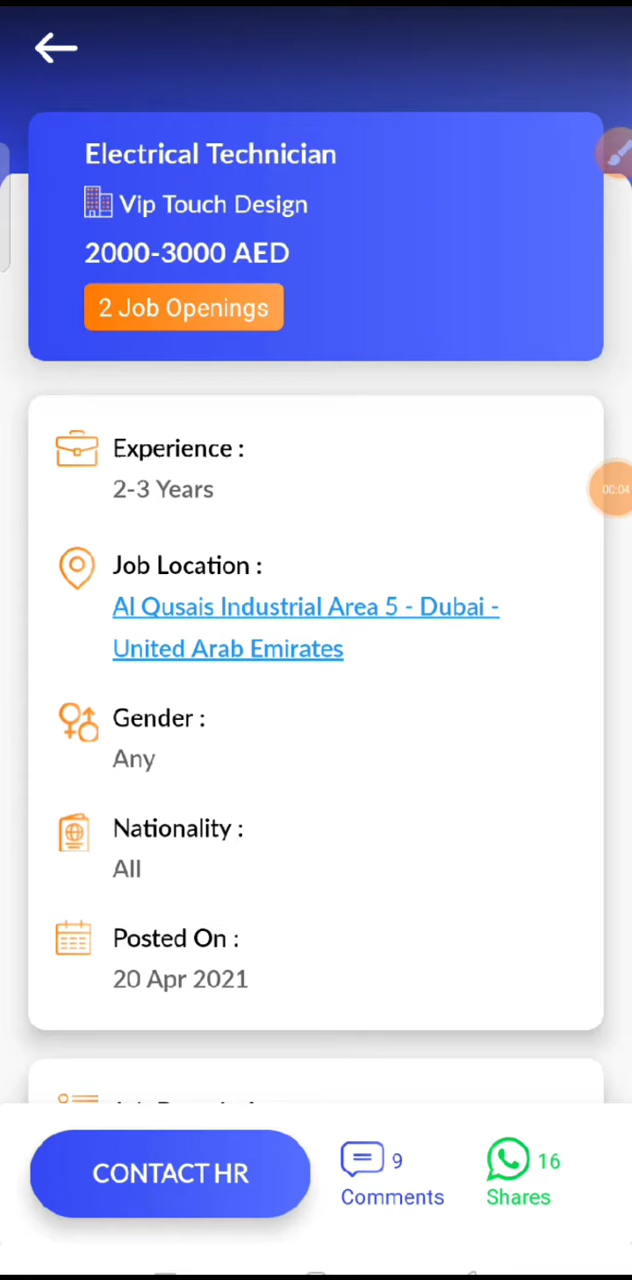 Electrical Technician
Vip Touch Design
2000-3000 AED
2 Job Openings
Experience :
2-3 Years
00:04
Job Location :
Al Qusais Industrial Area 5 - Dubai -
United Arab Emirates
Gender :
Any
Nationality :
All
Posted On :
20 Apr 2021
CONTACT HR
9
Comments
16
Shares